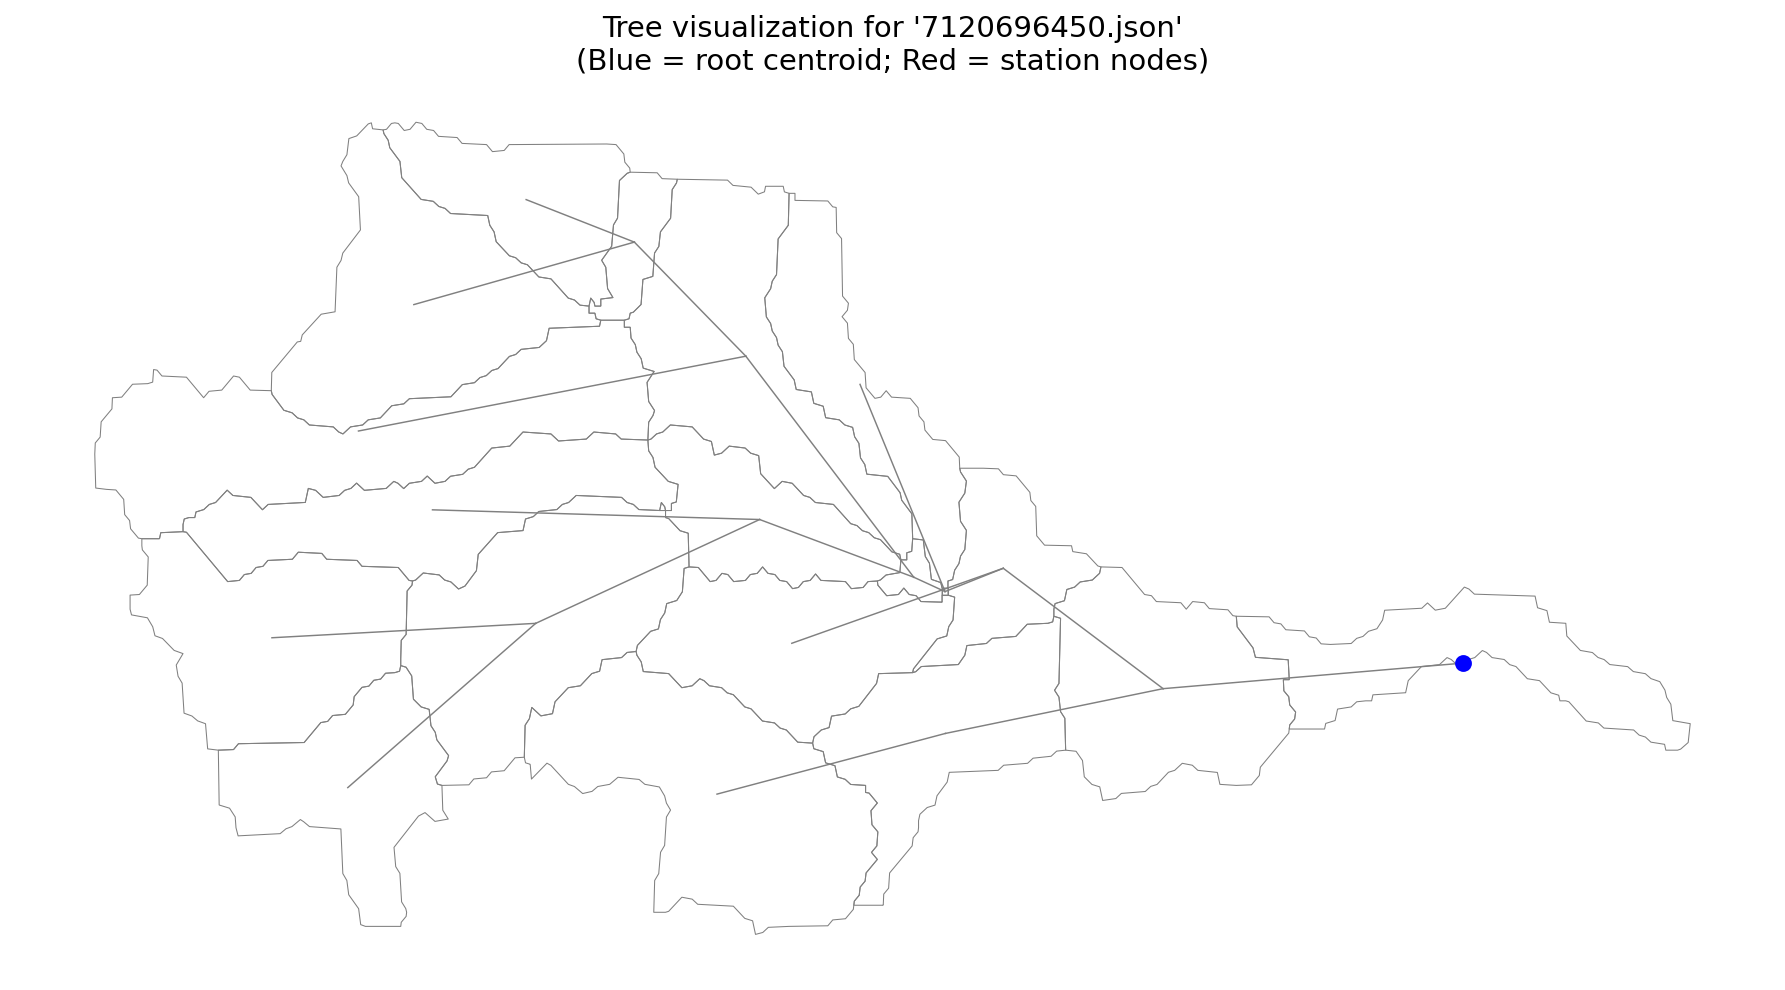 Tree visualization for '7120696450.json'
(Blue = root centroid; Red = station nodes)